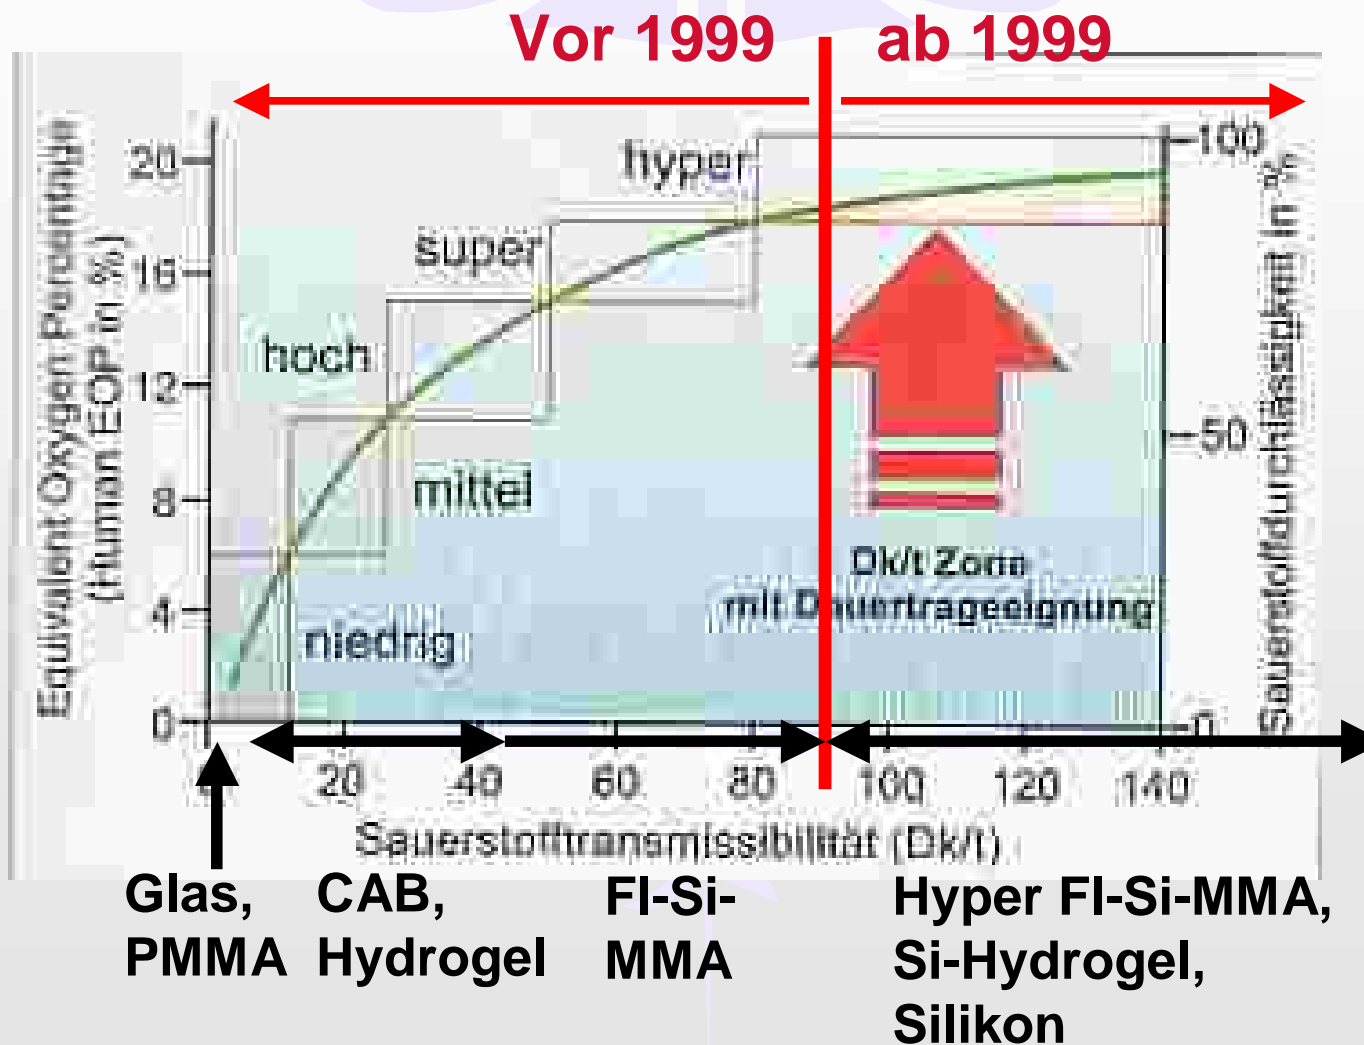 Vor 1999
ab 1999
Equivalent Oxygen Percentage
(Human EOP in %)
20
16
12
8
4
0
hyper
super
hoch
mittel
niedrig
Dk/t Zone
mit Dauertrageeignung
100
50
0
Sauerstoffdurchlässigkeit in %
20
40
60
80
100
120
140
Sauerstofftransmissibilität (Dk/t)
Glas,
PMMA
CAB,
Hydrogel
Fl-Si-
MMA
Hyper Fl-Si-MMA,
Si-Hydrogel,
Silikon